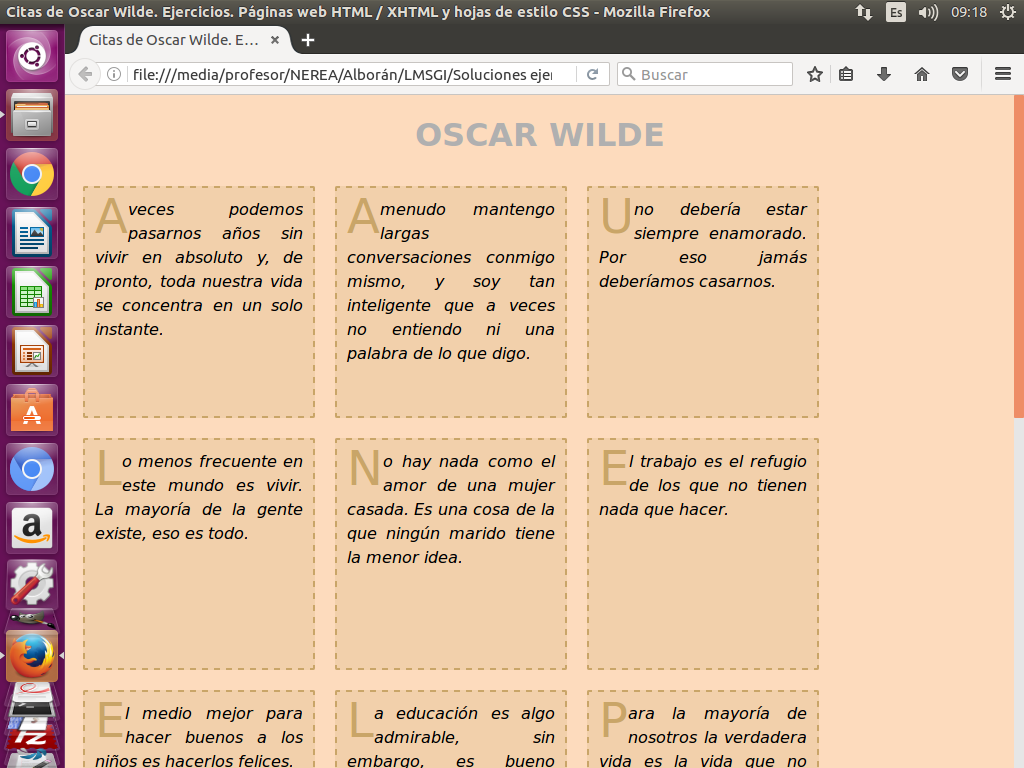 Citas de Oscar Wilde. Ejercicios. Páginas web HTML / XHTML y hojas de estilo CSS - Mozilla Firefox
Es
09:18
Citas de Oscar Wilde. E...
file:///media/profesor/NEREA/Alborán/LMSGI/Soluciones ejer
Buscar
OSCAR WILDE
A veces podemos
pasarnos años sin
vivir en absoluto y, de
pronto, toda nuestra vida
se concentra en un solo
instante.
A menudo mantengo
largas
conversaciones conmigo
mismo, y soy tan
inteligente que a veces
no entiendo ni una
palabra de lo que digo.
Uno debería estar
siempre enamorado.
Por eso jamás
deberíamos casarnos.
Lo menos frecuente en
este mundo es vivir.
La mayoría de la gente
existe, eso es todo.
No hay nada como el
amor de una mujer
casada. Es una cosa de la
que ningún marido tiene
la menor idea.
El trabajo es el refugio
de los que no tienen
nada que hacer.
El medio mejor para
hacer buenos a los
niños es hacerlos felices.
La educación es algo
admirable, sin
embargo, es bueno
Para la mayoría de
nosotros la verdadera
vida es la vida que no